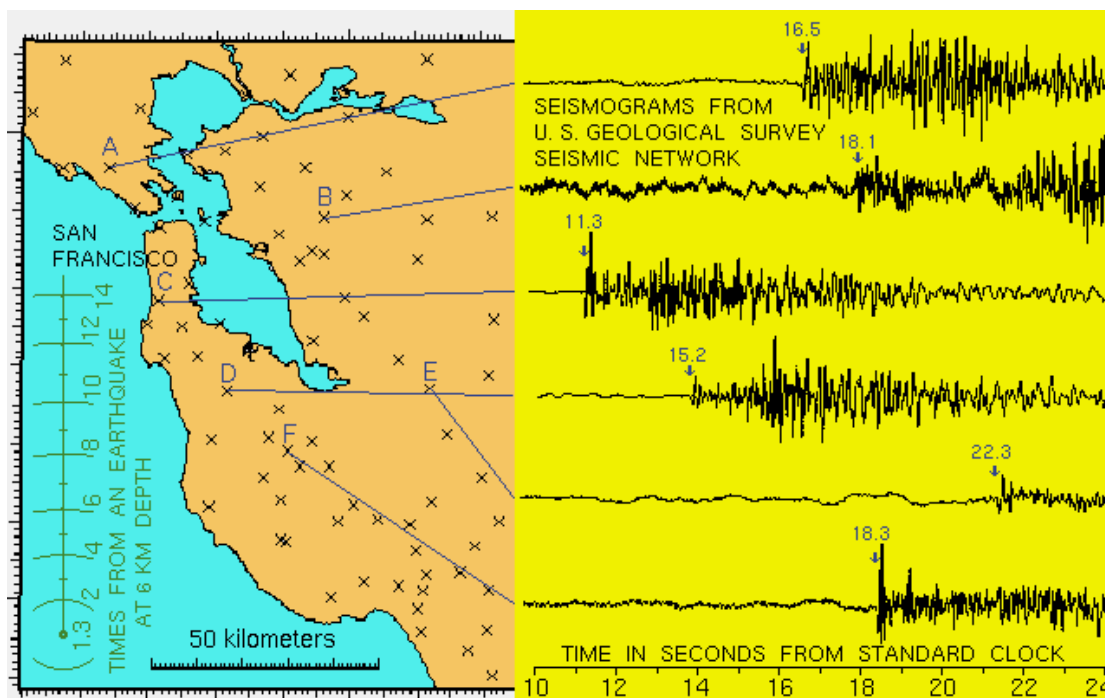 A
B
SAN
FRANCISCO
C
D
E
F
1.3 2 4 6 8 10 12 14
TIMES FROM AN EARTHQUAKE
AT 6 KM DEPTH
50 kilometers
16.5
SEISMOGRAMS FROM
U. S. GEOLOGICAL SURVEY
SEISMIC NETWORK
18.1
11.3
15.2
22.3
18.3
TIME IN SECONDS FROM STANDARD CLOCK
10 12 14 16 18 20 22 24